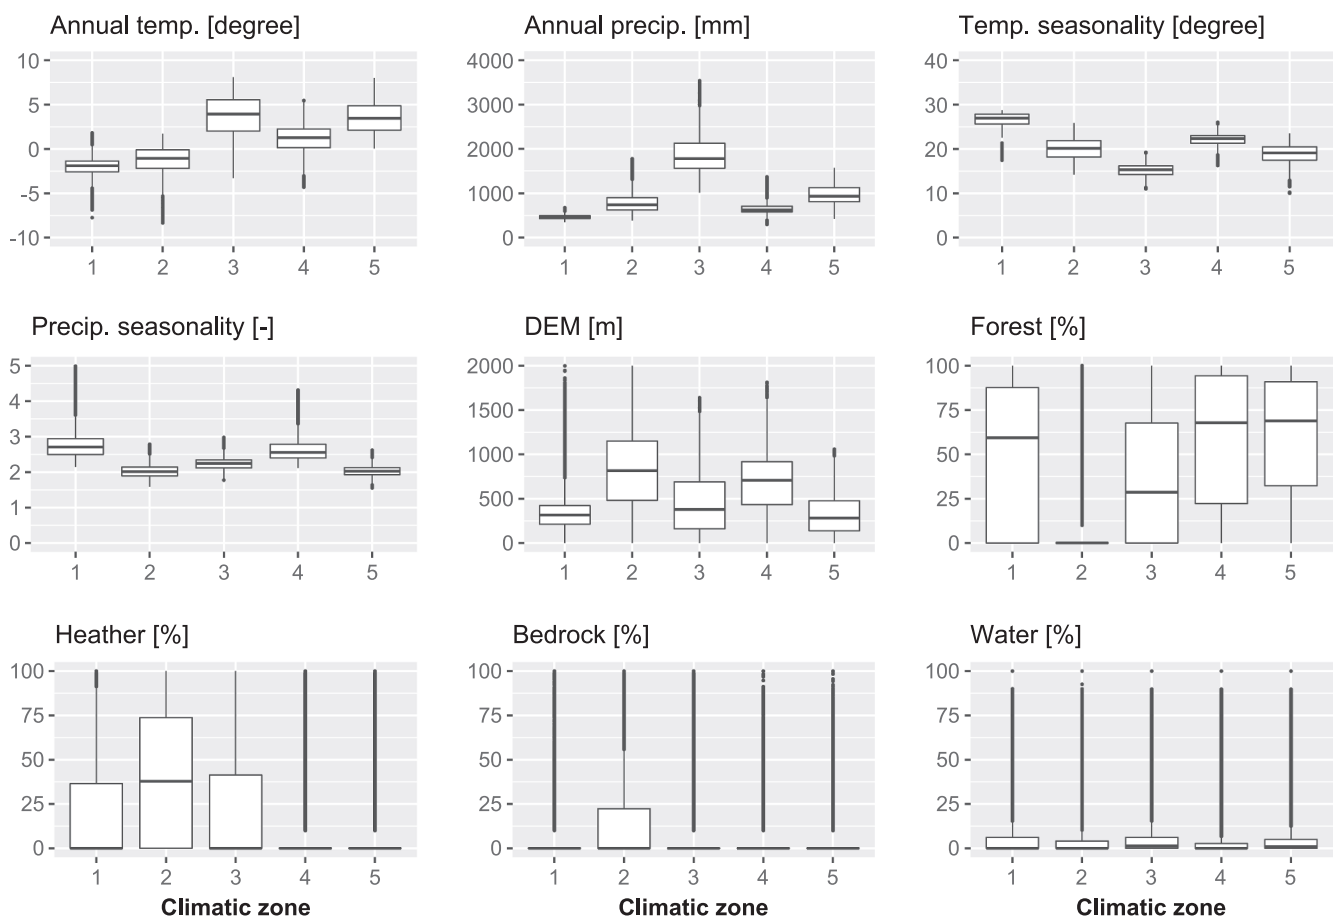 Annual temp. [degree] Annual precip. [mm] Temp. seasonality [degree]
10 4000 40
5 3000 30
0 2000 20
-5 1000 10
-10 0 0
1 2 3 4 5 1 2 3 4 5 1 2 3 4 5
Precip. seasonality [-] DEM [m] Forest [%]
5 2000 100
4 1500 75
3 1000 50
2 500 25
1 0 0
0
1 2 3 4 5 1 2 3 4 5 1 2 3 4 5
Heather [%] Bedrock [%] Water [%]
100 100 100
75 75 75
50 50 50
25 25 25
0 0 0
1 2 3 4 5 1 2 3 4 5 1 2 3 4 5
Climatic zone Climatic zone Climatic zone